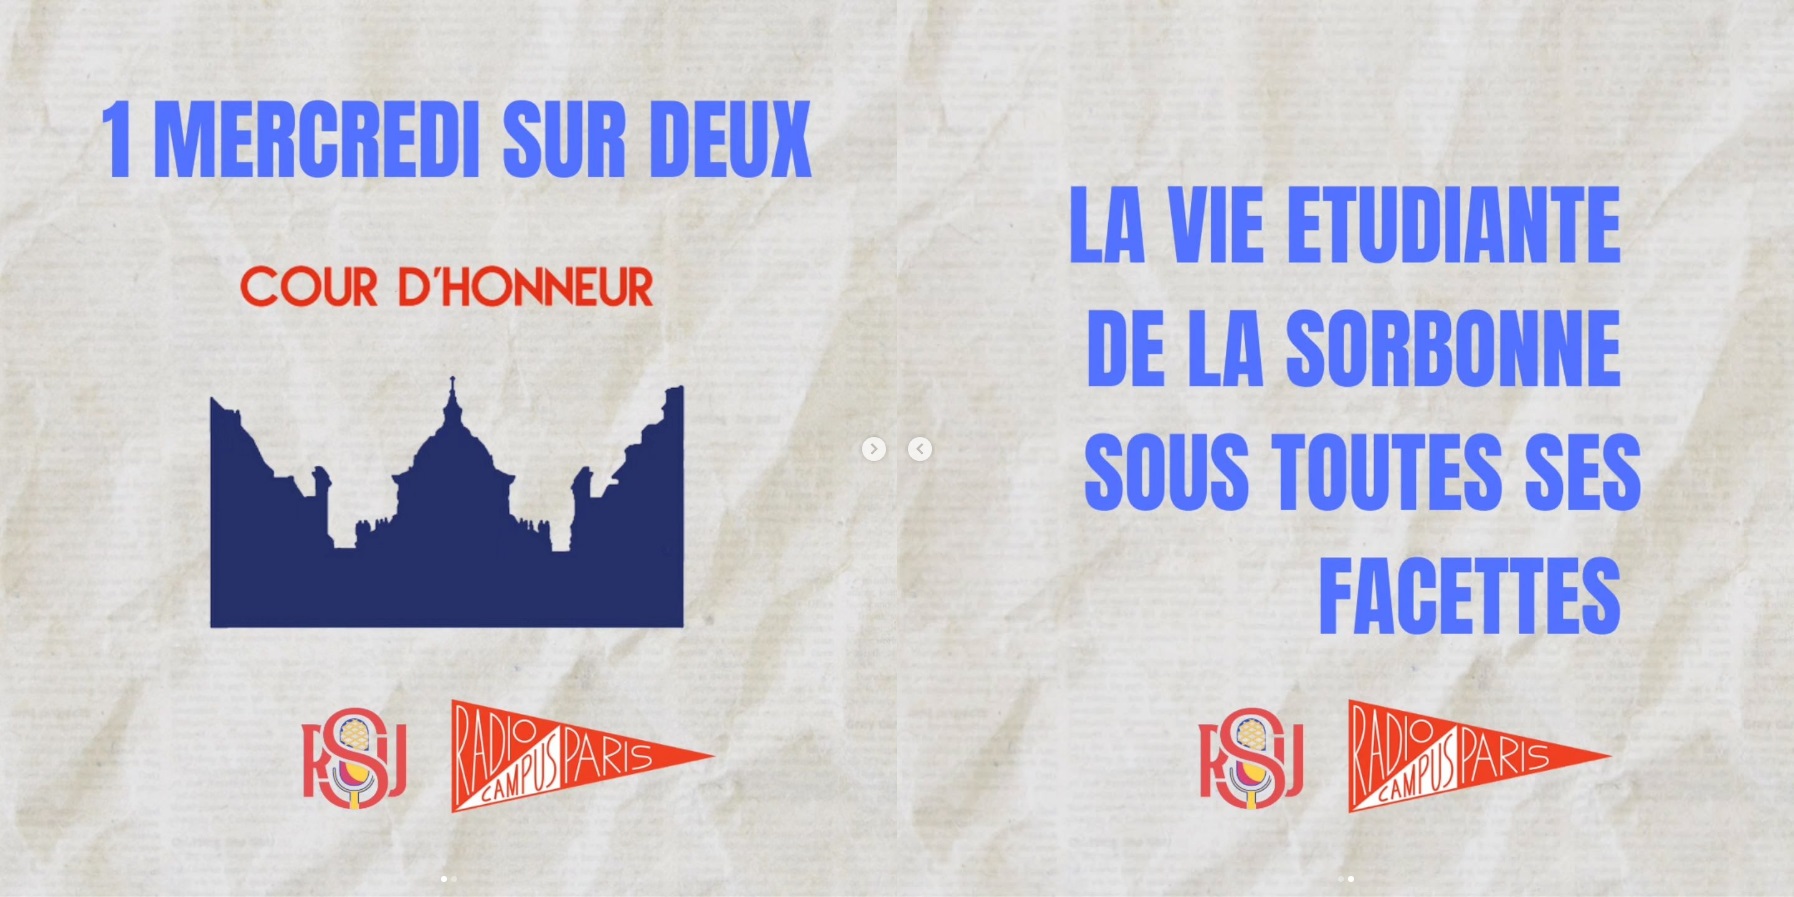 1 MERCREDI SUR DEUX
COUR D'HONNEUR
RSJ
RADIO
CAMPUS
PARIS
LA VIE ETUDIANTE
DE LA SORBONNE
SOUS TOUTES SES
FACETTES
RSJ
RADIO
CAMPUS
PARIS